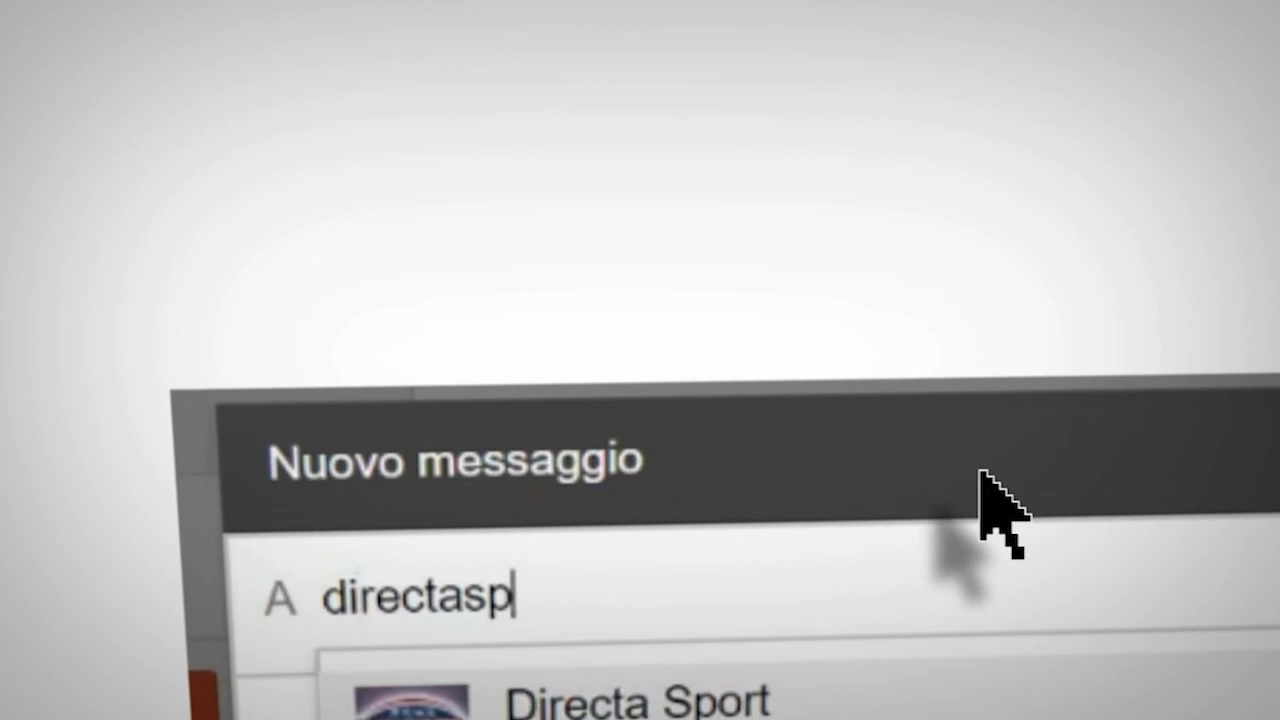 Nuovo messaggio
A directasp
Directa Sport